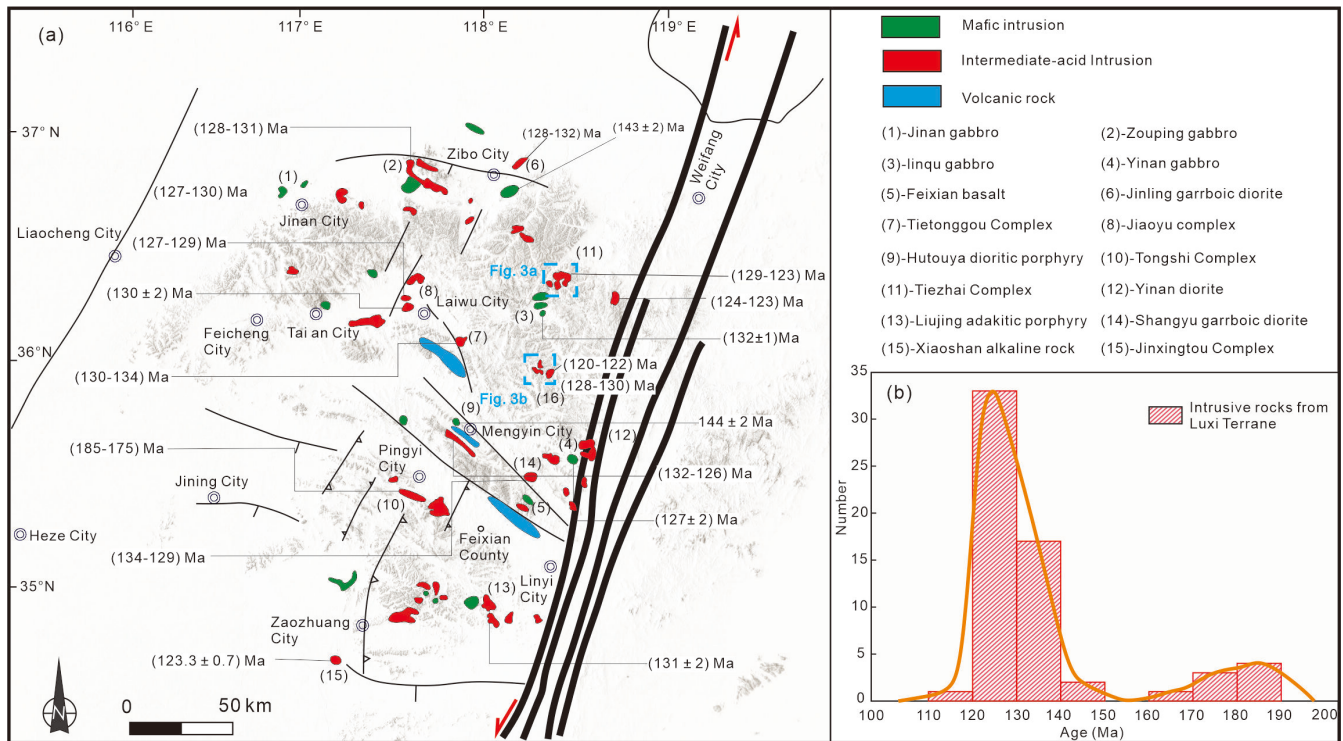 116° E
117° E
118° E
119° E
(a)
37° N
36° N
35° N
(128-131) Ma
(128-132) Ma
(143 ± 2) Ma
Zibo City
(2)
(6)
Weifang
City
(127-130) Ma
(1)
Jinan City
Liaocheng City
(127-129) Ma
(11)
Fig. 3a
(129-123) Ma
(130 ± 2) Ma
(8)
Laiwu City
(124-123) Ma
Feicheng
City
Tai an City
(3)
(7)
(132±1) Ma
(130-134) Ma
(120-122) Ma
(128-130) Ma
Fig. 3b
(16)
(9)
Mengyin City
144 ± 2 Ma
(12)
(4)
(185-175) Ma
Pingyi
City
(14)
(132-126) Ma
Jining City
(10)
(5)
(127± 2) Ma
Heze City
Feixian
County
(134-129) Ma
Linyi
City
(13)
Zaozhuang
City
(123.3 ± 0.7) Ma
(15)
(131 ± 2) Ma
N
0
50 km
Mafic intrusion
Intermediate-acid Intrusion
Volcanic rock
(1)-Jinan gabbro
(2)-Zouping gabbro
(3)-linqu gabbro
(4)-Yinan gabbro
(5)-Feixian basalt
(6)-Jinling garrboic diorite
(7)-Tietonggou Complex
(8)-Jiaoyu complex
(9)-Hutouya dioritic porphyry
(10)-Tongshi Complex
(11)-Tiezhai Complex
(12)-Yinan diorite
(13)-Liujing adakitic porphyry
(14)-Shangyu garrboic diorite
(15)-Xiaoshan alkaline rock
(15)-Jinxingtou Complex
(b)
Intrusive rocks from
Luxi Terrane
Number
35
30
25
20
15
10
5
0
100
110
120
130
140
150
160
170
180
190
200
Age (Ma)